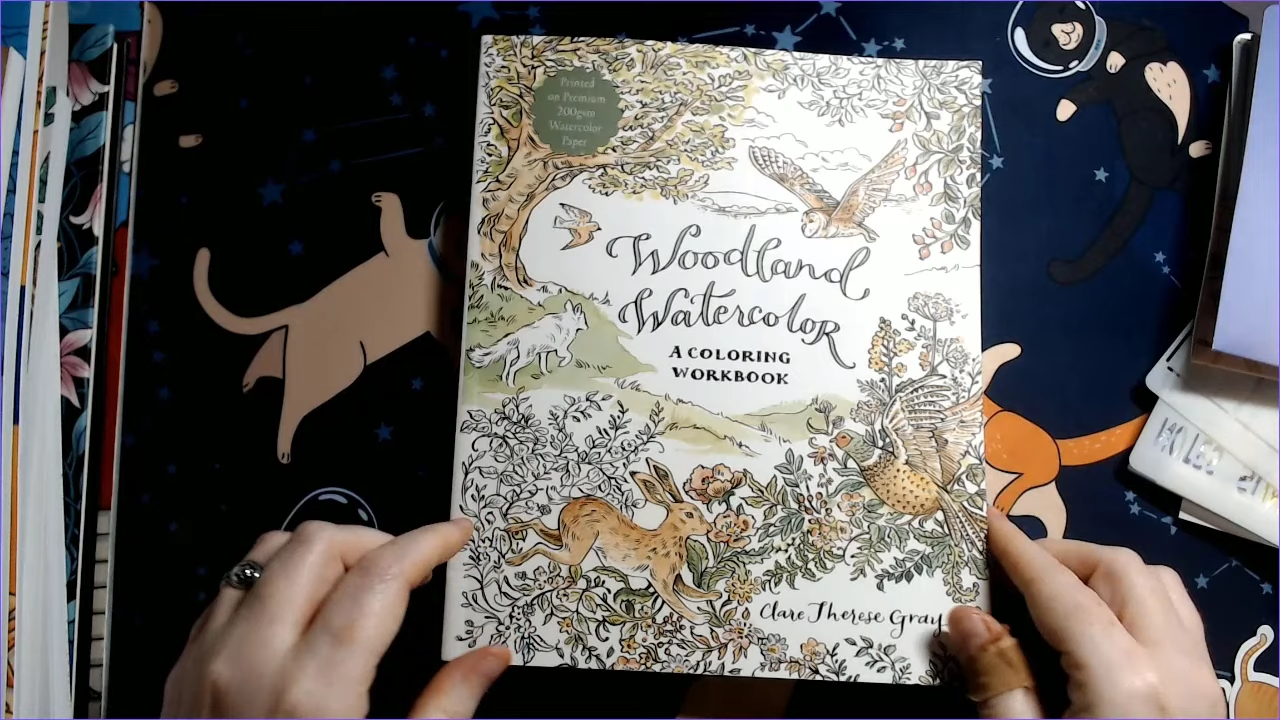 Printed
on Premium
200gsm
Watercolor
Paper
Woodland
Watercolor
A COLORING
WORKBOOK
Clare Therese Gray